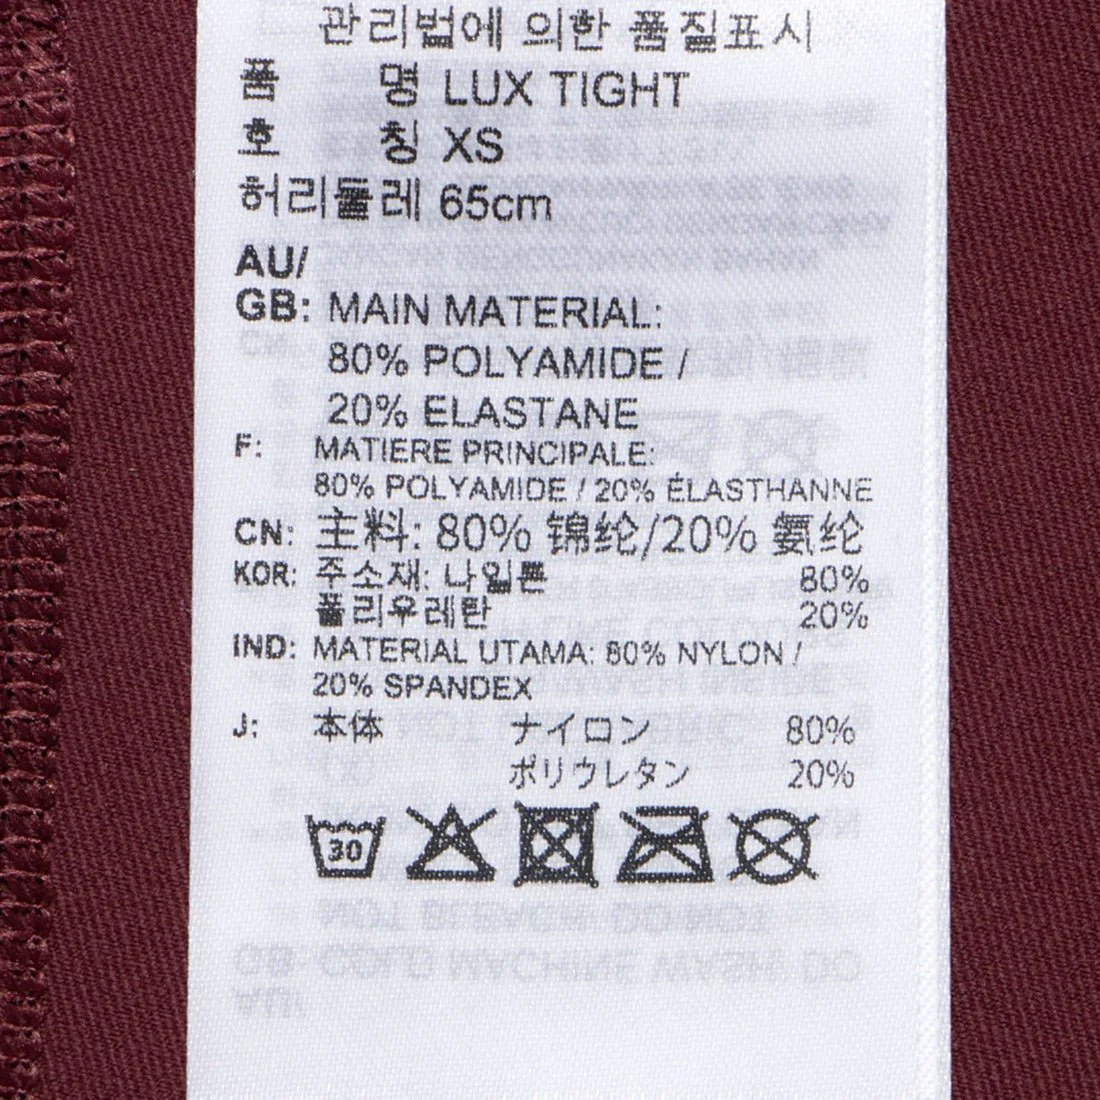 관리법에 의한 품질표시
품 명 LUX TIGHT
호 칭 XS
허리둘레 65cm
AU/
GB: MAIN MATERIAL:
80% POLYAMIDE /
20% ELASTANE
F: MATIERE PRINCIPALE:
80% POLYAMIDE / 20% ÉLASTHANNE
CN: 主料: 80% 锦纶/20% 氨纶
KOR: 주소재: 나일론 80%
폴리우레탄 20%
IND: MATERIAL UTAMA: 80% NYLON /
20% SPANDEX
J: 本体 ナイロン 80%
ポリウレタン 20%
30